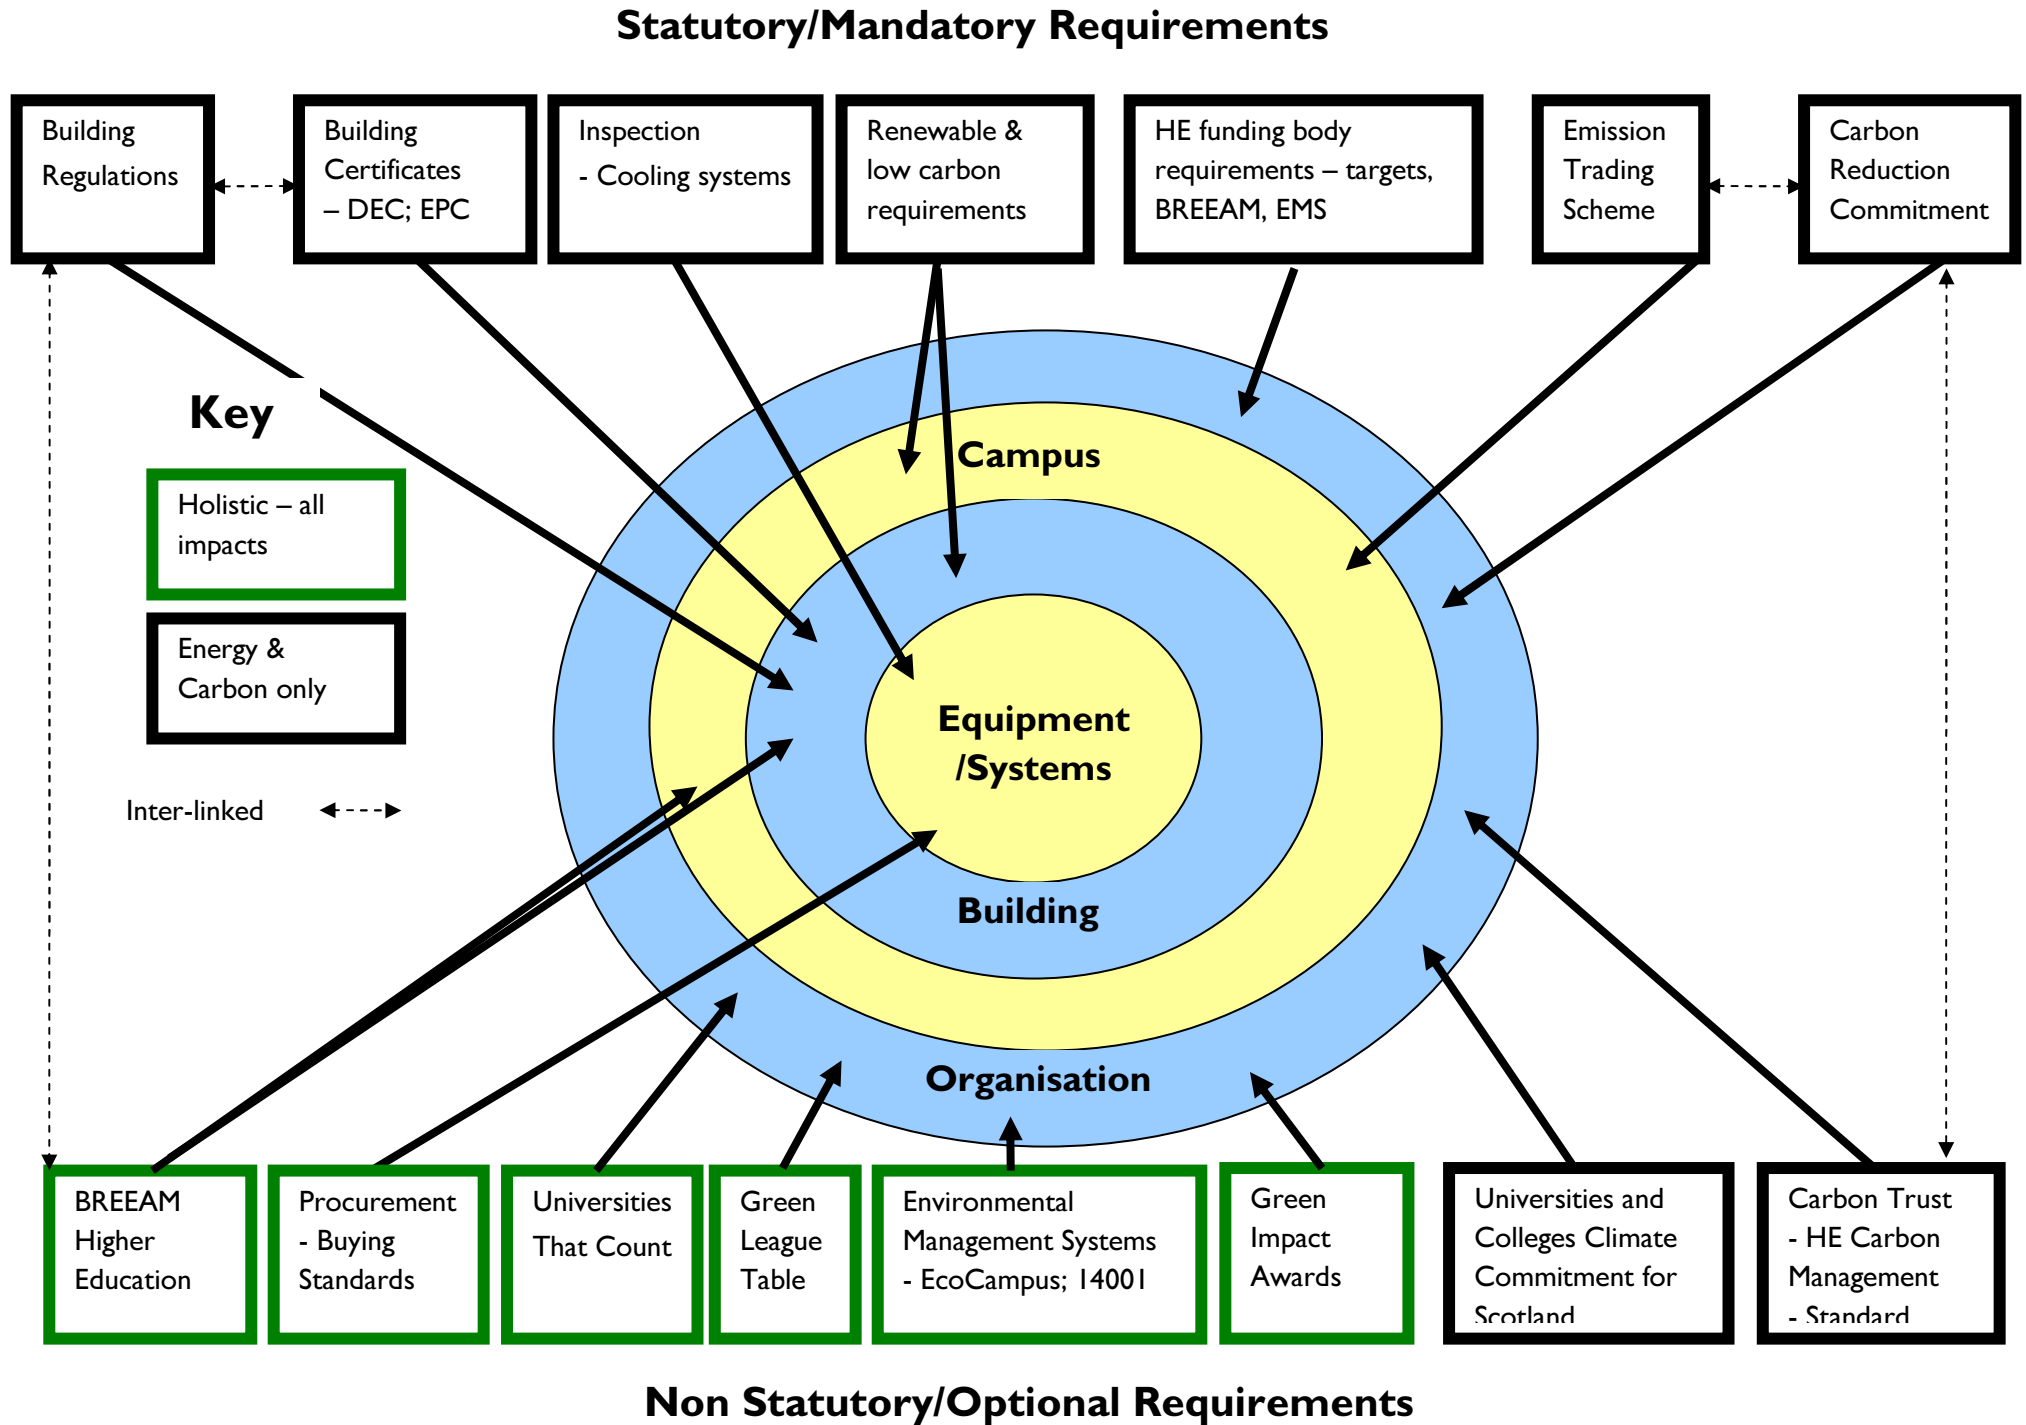 Statutory/Mandatory Requirements
Building
Regulations
Building
Certificates
– DEC; EPC
Inspection
- Cooling systems
Renewable &
low carbon
requirements
HE funding body
requirements – targets,
BREEAM, EMS
Emission
Trading
Scheme
Carbon
Reduction
Commitment
Key
Holistic – all
impacts
Energy &
Carbon only
Inter-linked
Campus
Equipment
/Systems
Building
Organisation
BREEAM
Higher
Education
Procurement
- Buying
Standards
Universities
That Count
Green
League
Table
Environmental
Management Systems
- EcoCampus; 14001
Green
Impact
Awards
Universities and
Colleges Climate
Commitment for
Scotland
Carbon Trust
- HE Carbon
Management
- Standard
Non Statutory/Optional Requirements